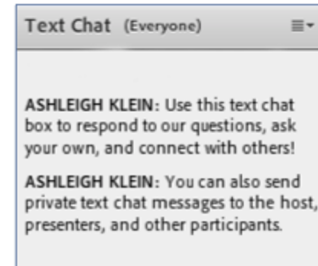 Text Chat (Everyone)
ASHLEIGH KLEIN: Use this text chat
box to respond to our questions, ask
your own, and connect with others!
ASHLEIGH KLEIN: You can also send
private text chat messages to the host,
presenters, and other participants.